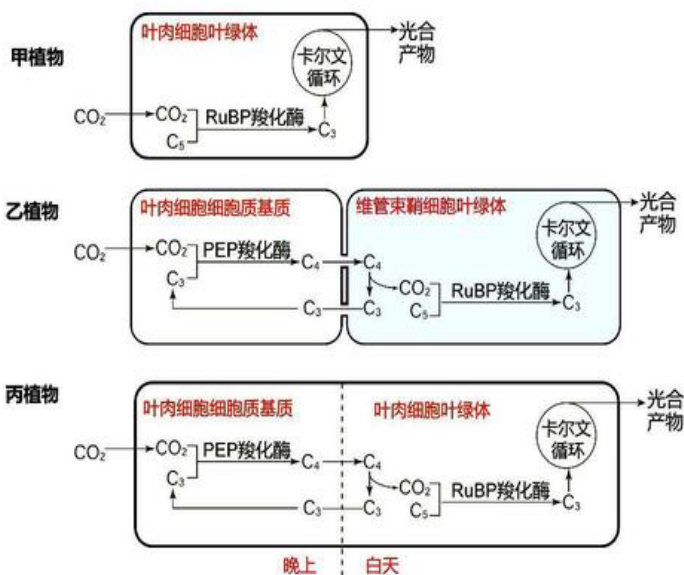 甲植物
叶肉细胞叶绿体
卡尔文
循环
光合
产物
CO₂
CO₂
C₅
RuBP羧化酶
C₃
乙植物
叶肉细胞细胞质基质
维管束鞘细胞叶绿体
卡尔文
循环
光合
产物
CO₂
CO₂
C₃
PEP羧化酶
C₄
C₄
CO₂
C₅
RuBP羧化酶
C₃
C₃
C₃
丙植物
叶肉细胞细胞质基质
叶肉细胞叶绿体
卡尔文
循环
光合
产物
CO₂
CO₂
C₃
PEP羧化酶
C₄
C₄
CO₂
C₅
RuBP羧化酶
C₃
C₃
C₃
晚上
白天